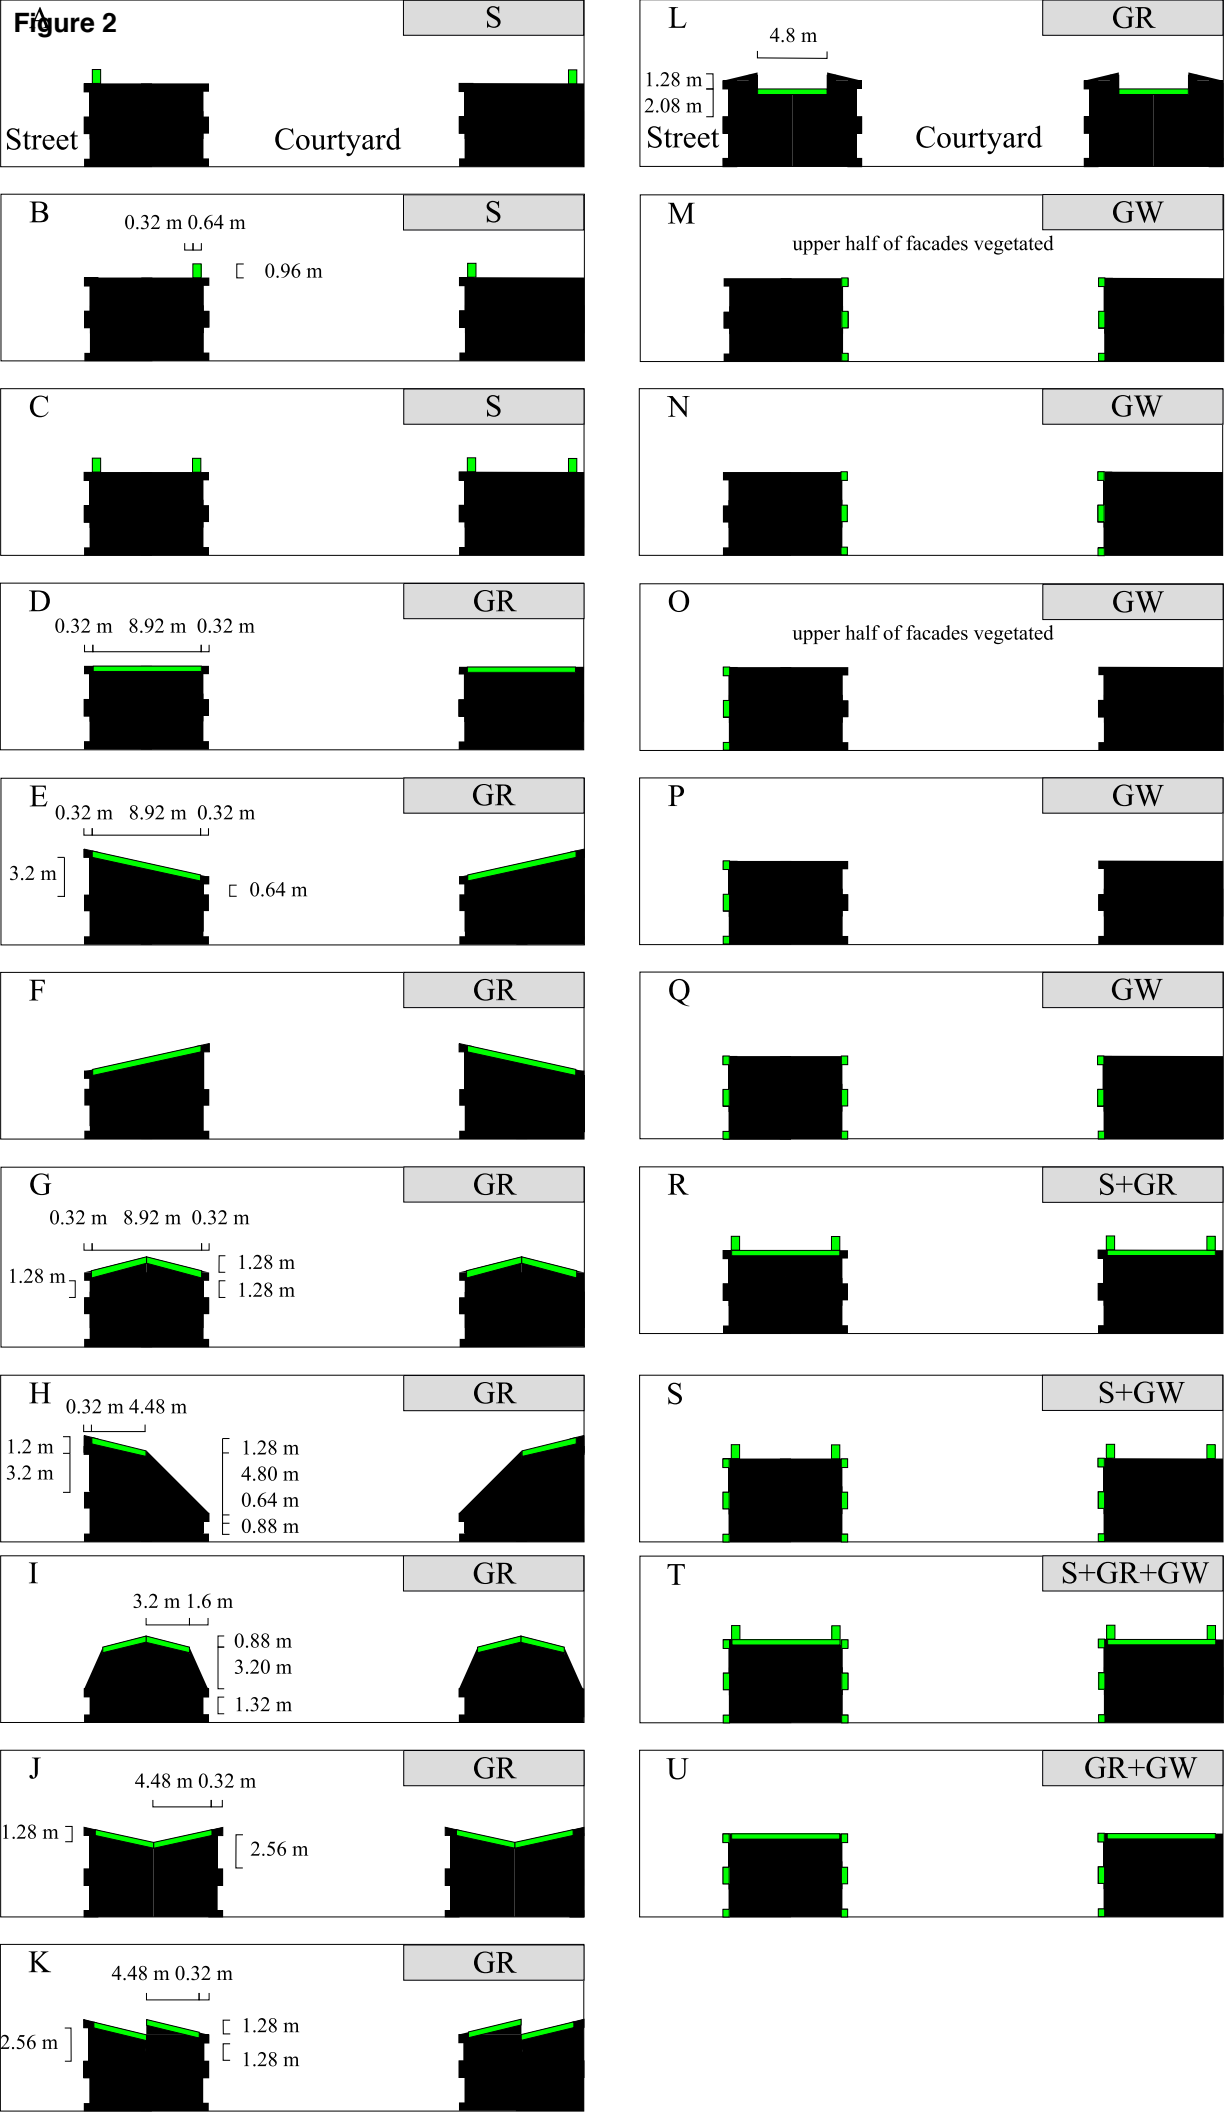 Figure 2
A
S
Street
Courtyard
B
S
0.32 m 0.64 m
0.96 m
C
S
D
GR
0.32 m 8.92 m 0.32 m
E
GR
0.32 m 8.92 m 0.32 m
3.2 m
0.64 m
F
GR
G
GR
0.32 m 8.92 m 0.32 m
1.28 m
1.28 m
1.28 m
H
GR
0.32 m 4.48 m
1.2 m
3.2 m
1.28 m
4.80 m
0.64 m
0.88 m
I
GR
3.2 m 1.6 m
0.88 m
3.20 m
1.32 m
J
GR
4.48 m 0.32 m
1.28 m
2.56 m
K
GR
4.48 m 0.32 m
2.56 m
1.28 m
1.28 m
L
GR
4.8 m
1.28 m
2.08 m
Street
Courtyard
M
GW
upper half of facades vegetated
N
GW
O
GW
upper half of facades vegetated
P
GW
Q
GW
R
S+GR
S
S+GW
T
S+GR+GW
U
GR+GW